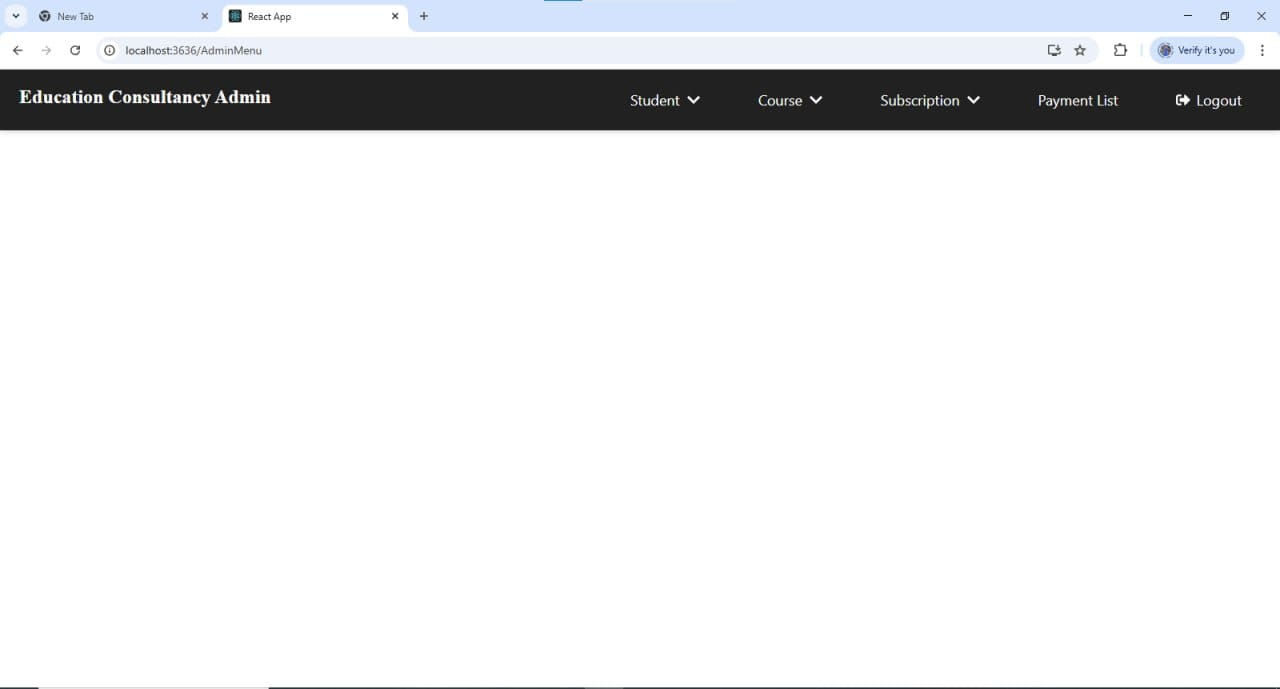 New Tab
React App
localhost:3636/AdminMenu
Verify it's you
Education Consultancy Admin
Student
Course
Subscription
Payment List
Logout